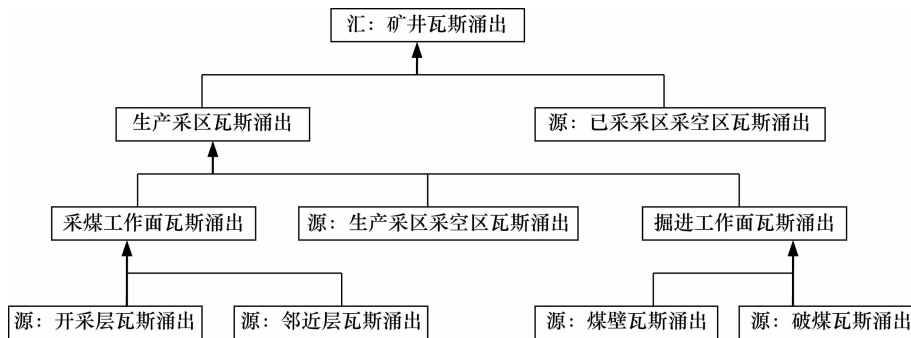 汇：矿井瓦斯涌出
生产采区瓦斯涌出
源：已采采区采空区瓦斯涌出
采煤工作面瓦斯涌出
源：生产采区采空区瓦斯涌出
掘进工作面瓦斯涌出
源：开采层瓦斯涌出
源：邻近层瓦斯涌出
源：煤壁瓦斯涌出
源：破煤瓦斯涌出